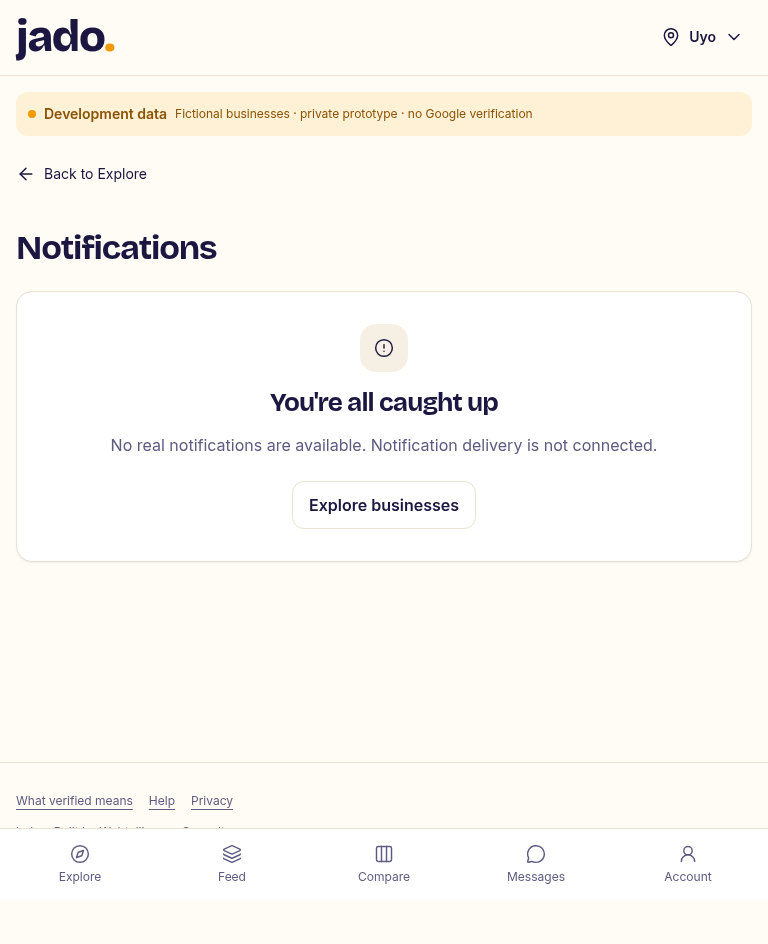 jado.
Uyo
Development data Fictional businesses · private prototype · no Google verification
Back to Explore
Notifications
You're all caught up
No real notifications are available. Notification delivery is not connected.
Explore businesses
What verified means Help Privacy
Explore Feed Compare Messages Account